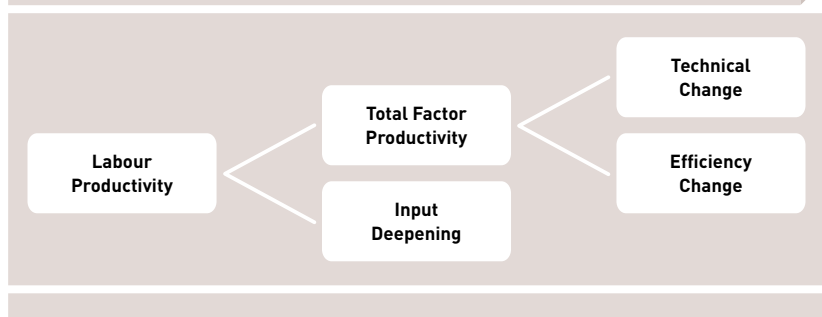 Labour
Productivity
Total Factor
Productivity
Input
Deepening
Technical
Change
Efficiency
Change